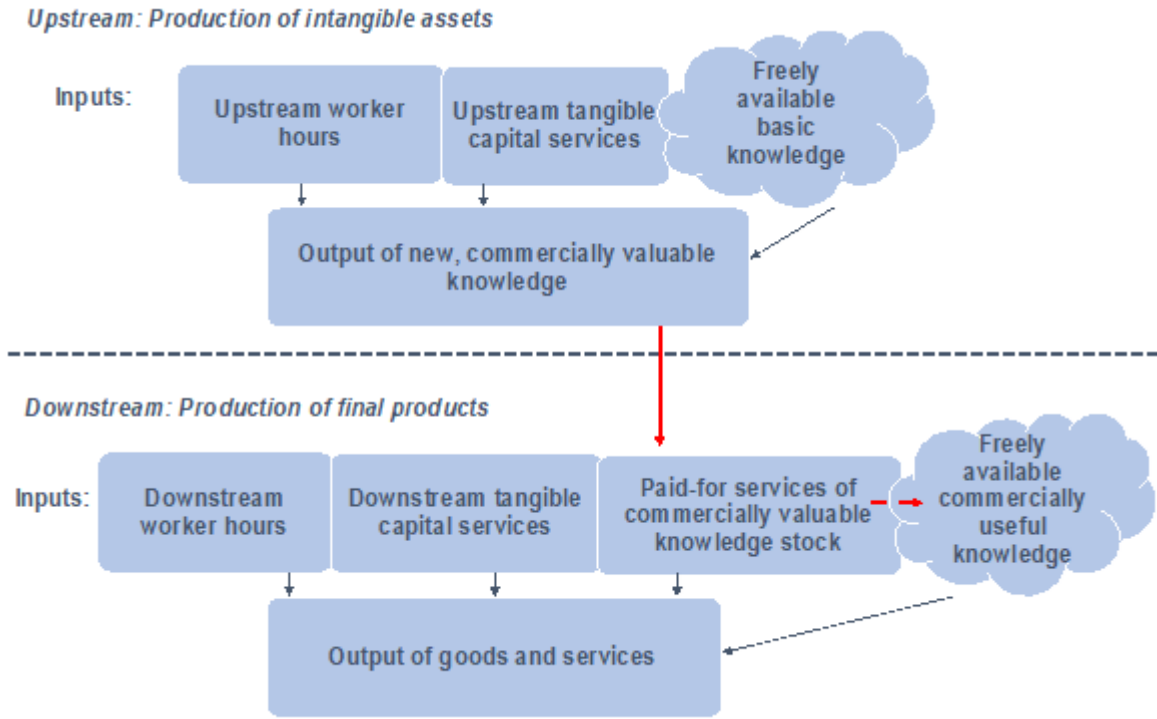 Upstream: Production of intangible assets
Inputs:
Upstream worker
hours
Upstream tangible
capital services
Freely
available
basic
knowledge
Output of new, commercially valuable
knowledge
Downstream: Production of final products
Inputs:
Downstream
worker hours
Downstream tangible
capital services
Paid-for services of
commercially valuable
knowledge stock
Freely
available
commercially
useful
knowledge
Output of goods and services